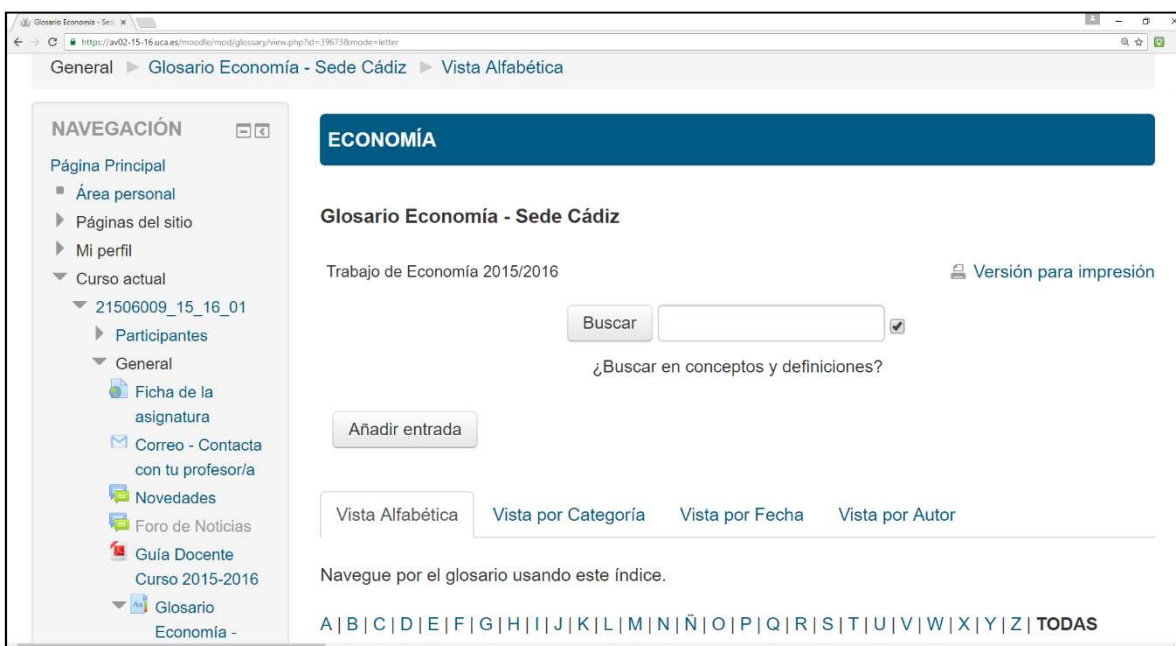 Glosario Economía - Sed
https://av02-15-16.uca.es/moodle/mod/glossary/view.php?id=39673&mode=letter
General Glosario Economía - Sede Cádiz Vista Alfabética
NAVEGACIÓN
Página Principal
Área personal
Páginas del sitio
Mi perfil
Curso actual
21506009_15_16_01
Participantes
General
Ficha de la
asignatura
Correo - Contacta
con tu profesor/a
Novedades
Foro de Noticias
Guía Docente
Curso 2015-2016
Glosario
Economía -
ECONOMÍA
Glosario Economía - Sede Cádiz
Trabajo de Economía 2015/2016
Versión para impresión
Buscar
¿Buscar en conceptos y definiciones?
Añadir entrada
Vista Alfabética Vista por Categoría Vista por Fecha Vista por Autor
Navegue por el glosario usando este índice.
A | B | C | D | E | F | G | H | I | J | K | L | M | N | Ñ | O | P | Q | R | S | T | U | V | W | X | Y | Z | TODAS